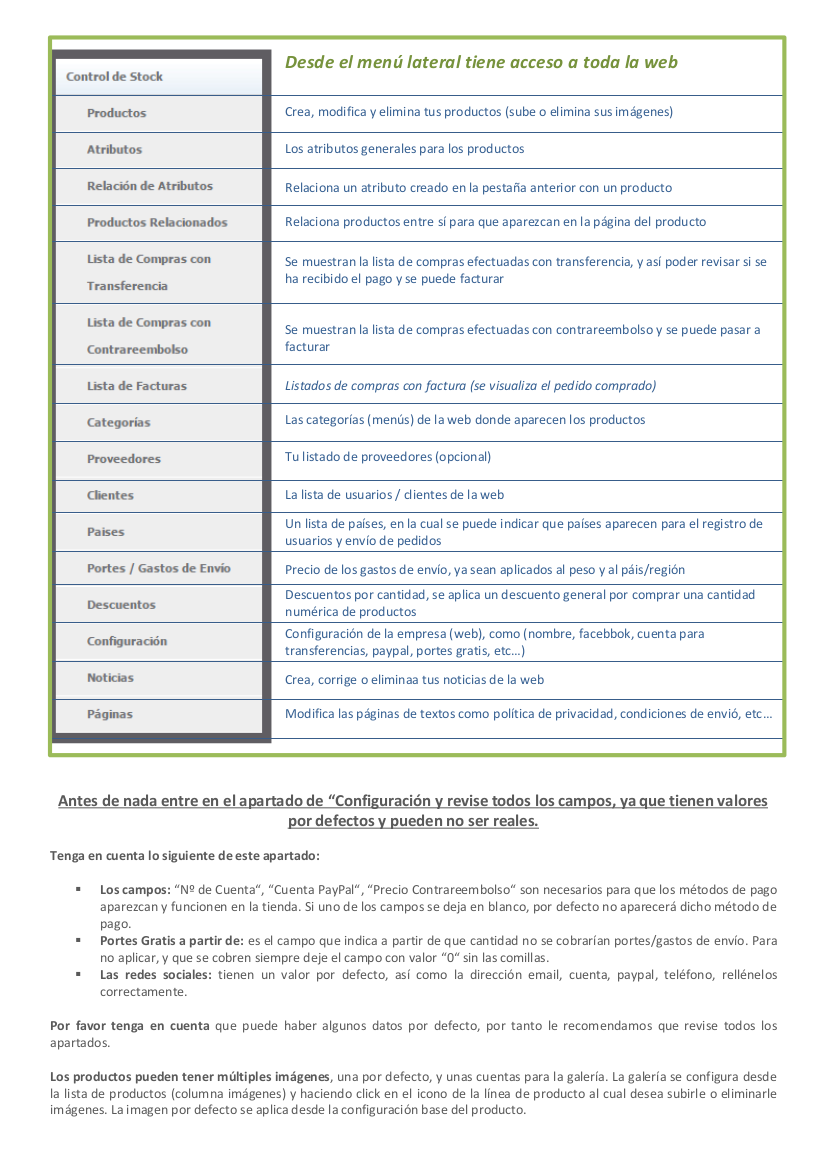 Desde el menú lateral tiene acceso a toda la web
Control de Stock
Productos
Crea, modifica y elimina tus productos (sube o elimina sus imágenes)
Atributos
Los atributos generales para los productos
Relación de Atributos
Relaciona un atributo creado en la pestaña anterior con un producto
Productos Relacionados
Relaciona productos entre sí para que aparezcan en la página del producto
Lista de Compras con
Transferencia
Se muestran la lista de compras efectuadas con transferencia, y así poder revisar si se
ha recibido el pago y se puede facturar
Lista de Compras con
Contrareembolso
Se muestran la lista de compras efectuadas con contrareembolso y se puede pasar a
facturar
Lista de Facturas
Listados de compras con factura (se visualiza el pedido comprado)
Categorías
Las categorías (menús) de la web donde aparecen los productos
Proveedores
Tu listado de proveedores (opcional)
Clientes
La lista de usuarios / clientes de la web
Paises
Un lista de países, en la cual se puede indicar que países aparecen para el registro de
usuarios y envío de pedidos
Portes / Gastos de Envío
Precio de los gastos de envío, ya sean aplicados al peso y al páis/región
Descuentos
Descuentos por cantidad, se aplica un descuento general por comprar una cantidad
numérica de productos
Configuración
Configuración de la empresa (web), como (nombre, facebbok, cuenta para
transferencias, paypal, portes gratis, etc…)
Noticias
Crea, corrige o eliminaa tus noticias de la web
Páginas
Modifica las páginas de textos como política de privacidad, condiciones de envió, etc…
Antes de nada entre en el apartado de “Configuración y revise todos los campos, ya que tienen valores
por defectos y pueden no ser reales.
Tenga en cuenta lo siguiente de este apartado:
▪ Los campos: “Nº de Cuenta“, “Cuenta PayPal“, “Precio Contrareembolso“ son necesarios para que los métodos de pago
aparezcan y funcionen en la tienda. Si uno de los campos se deja en blanco, por defecto no aparecerá dicho método de
pago.
▪ Portes Gratis a partir de: es el campo que indica a partir de que cantidad no se cobrarían portes/gastos de envío. Para
no aplicar, y que se cobren siempre deje el campo con valor “0“ sin las comillas.
▪ Las redes sociales: tienen un valor por defecto, así como la dirección email, cuenta, paypal, teléfono, rellénelos
correctamente.
Por favor tenga en cuenta que puede haber algunos datos por defecto, por tanto le recomendamos que revise todos los
apartados.
Los productos pueden tener múltiples imágenes, una por defecto, y unas cuentas para la galería. La galería se configura desde
la lista de productos (columna imágenes) y haciendo click en el icono de la línea de producto al cual desea subirle o eliminarle
imágenes. La imagen por defecto se aplica desde la configuración base del producto.